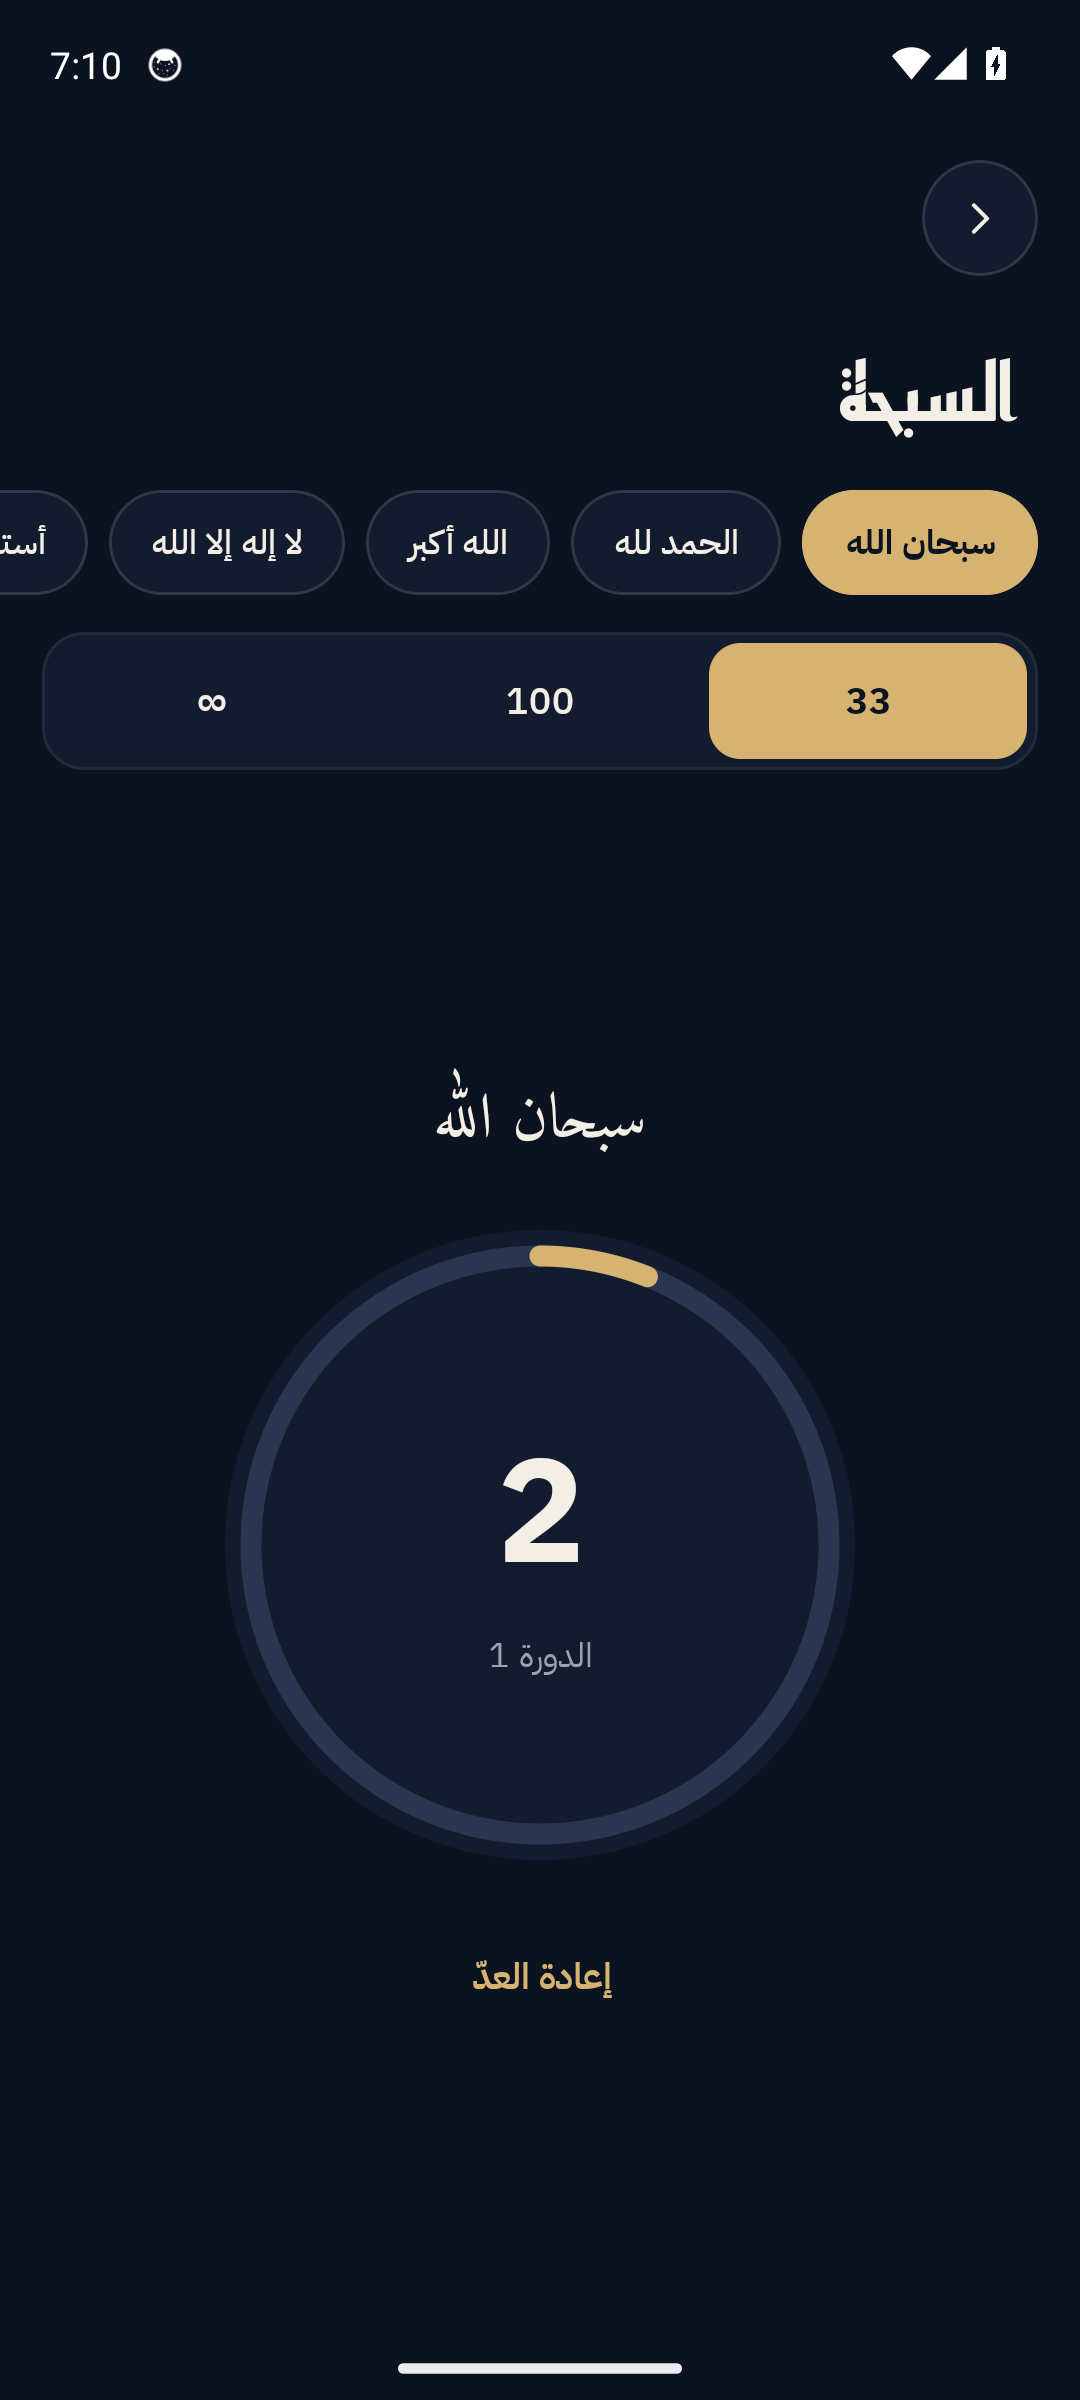 7:10
السبحة
سبحان الله
الحمد لله
الله أكبر
لا إله إلا الله
33
100
∞
سبحان الله
2
الدورة 1
إعادة العدّ